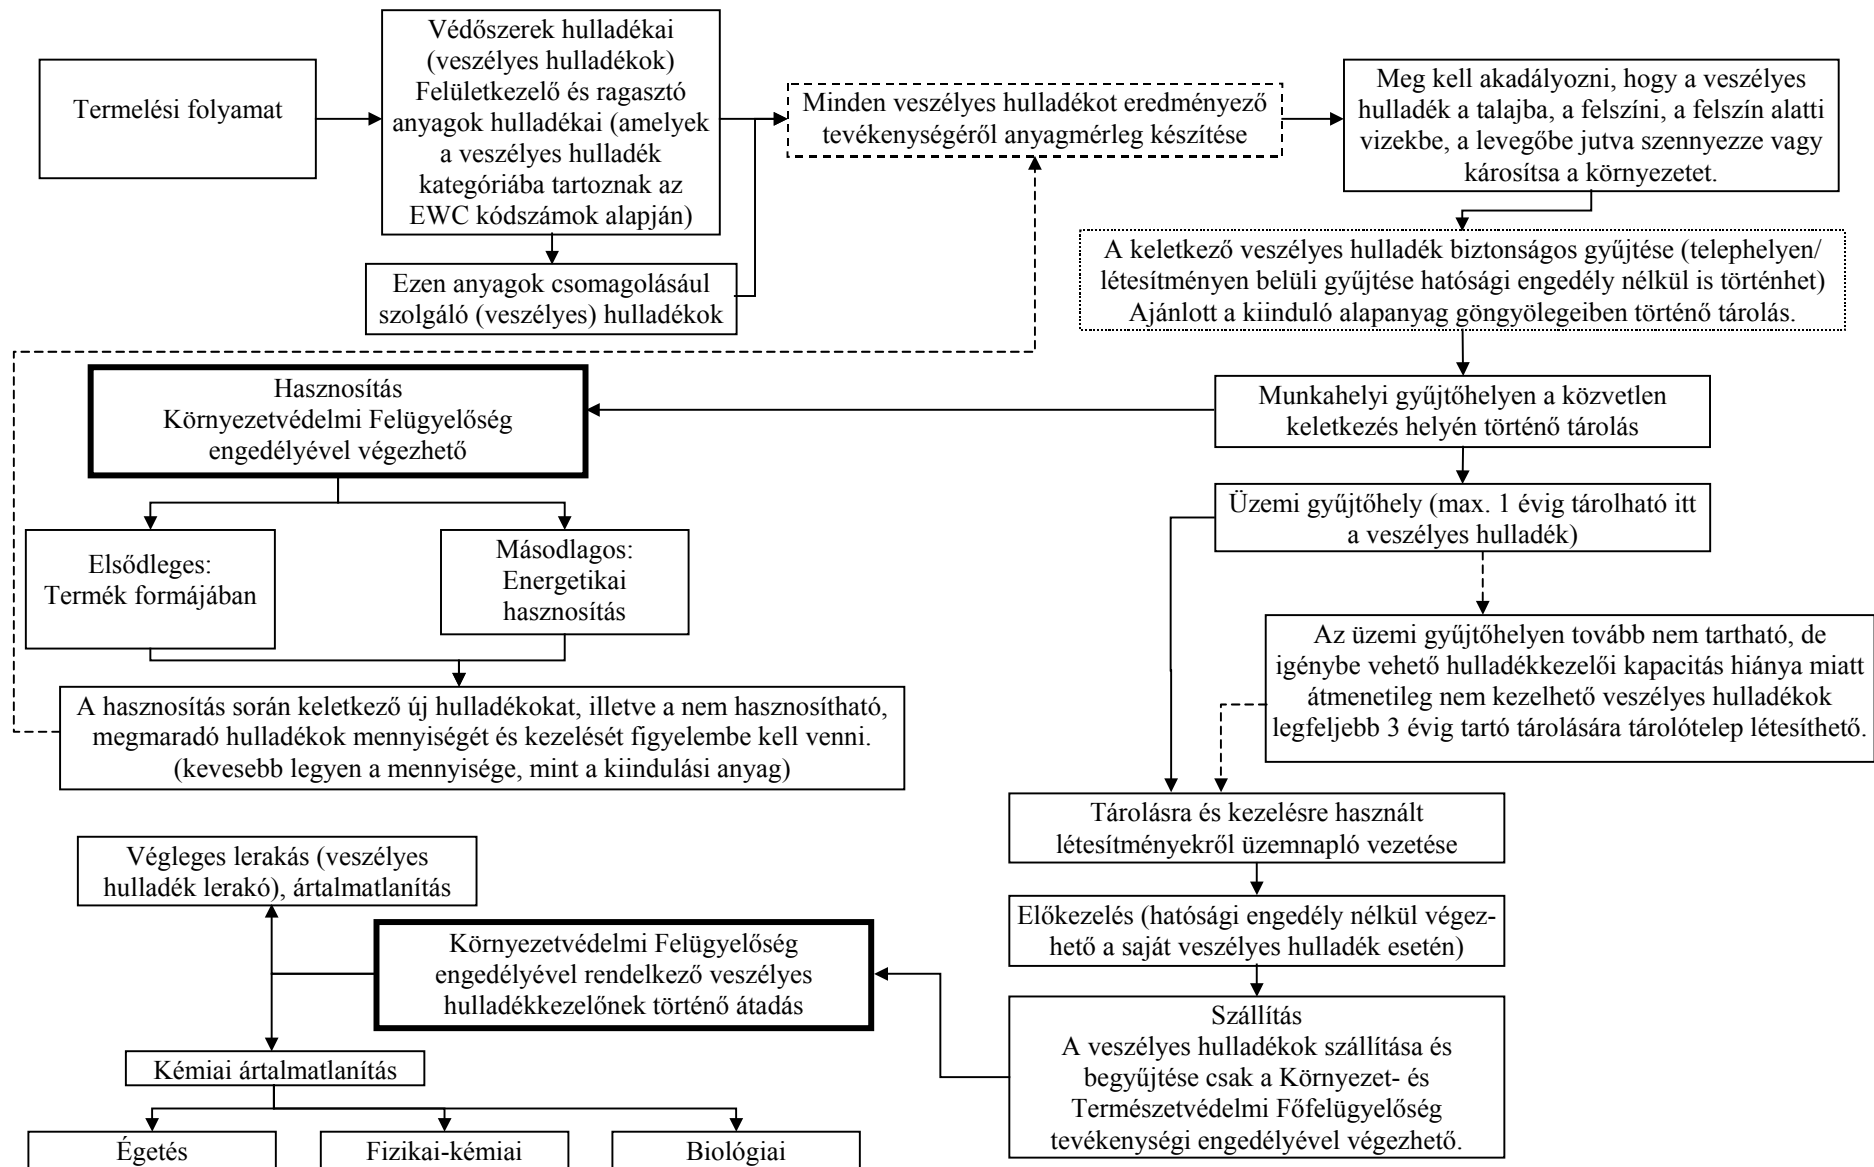 Termelési folyamat
Védőszerek hulladékai
(veszélyes hulladékok)
Felületkezelő és ragasztó
anyagok hulladékai (amelyek
a veszélyes hulladék
kategóriába tartoznak az
EWC kódszámok alapján)
Minden veszélyes hulladékot eredményező
tevékenységéről anyagmérleg készítése
Meg kell akadályozni, hogy a veszélyes
hulladék a talajba, a felszíni, a felszín alatti
vizekbe, a levegőbe jutva szennyezze vagy
károsítsa a környezetet.
Ezen anyagok csomagolásául
szolgáló (veszélyes) hulladékok
A keletkező veszélyes hulladék biztonságos gyűjtése (telephelyen/
létesítményen belüli gyűjtése hatósági engedély nélkül is történhet)
Ajánlott a kiinduló alapanyag göngyölegeiben történő tárolás.
Hasznosítás
Környezetvédelmi Felügyelőség
engedélyével végezhető
Munkahelyi gyűjtőhelyen a közvetlen
keletkezés helyén történő tárolás
Üzemi gyűjtőhely (max. 1 évig tárolható itt
a veszélyes hulladék)
Elsődleges:
Termék formájában
Másodlagos:
Energetikai
hasznosítás
Az üzemi gyűjtőhelyen tovább nem tartható, de
igénybe vehető hulladékkezelői kapacitás hiánya miatt
átmenetileg nem kezelhető veszélyes hulladékok
legfeljebb 3 évig tartó tárolására tárolótelep létesíthető.
A hasznosítás során keletkező új hulladékokat, illetve a nem hasznosítható,
megmaradó hulladékok mennyiségét és kezelését figyelembe kell venni.
(kevesebb legyen a mennyisége, mint a kiindulási anyag)
Tárolásra és kezelésre használt
létesítményekről üzemnapló vezetése
Végleges lerakás (veszélyes
hulladék lerakó), ártalmatlanítás
Előkezelés (hatósági engedély nélkül végez-
hető a saját veszélyes hulladék esetén)
Környezetvédelmi Felügyelőség
engedélyével rendelkező veszélyes
hulladékkezelőnek történő átadás
Szállítás
A veszélyes hulladékok szállítása és
begyűjtése csak a Környezet- és
Természetvédelmi Főfelügyelőség
tevékenységi engedélyével végezhető.
Kémiai ártalmatlanítás
Égetés
Fizikai-kémiai
Biológiai